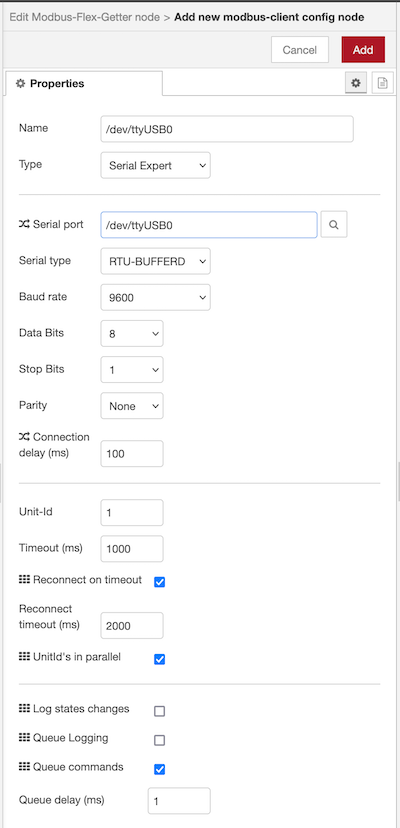 Edit Modbus-Flex-Getter node > Add new modbus-client config node
Cancel
Add
Properties
Name
/dev/ttyUSB0
Type
Serial Expert
Serial port
/dev/ttyUSB0
Serial type
RTU-BUFFERD
Baud rate
9600
Data Bits
8
Stop Bits
1
Parity
None
Connection
delay (ms)
100
Unit-Id
1
Timeout (ms)
1000
Reconnect on timeout
Reconnect
timeout (ms)
2000
UnitId's in parallel
Log states changes
Queue Logging
Queue commands
Queue delay (ms)
1